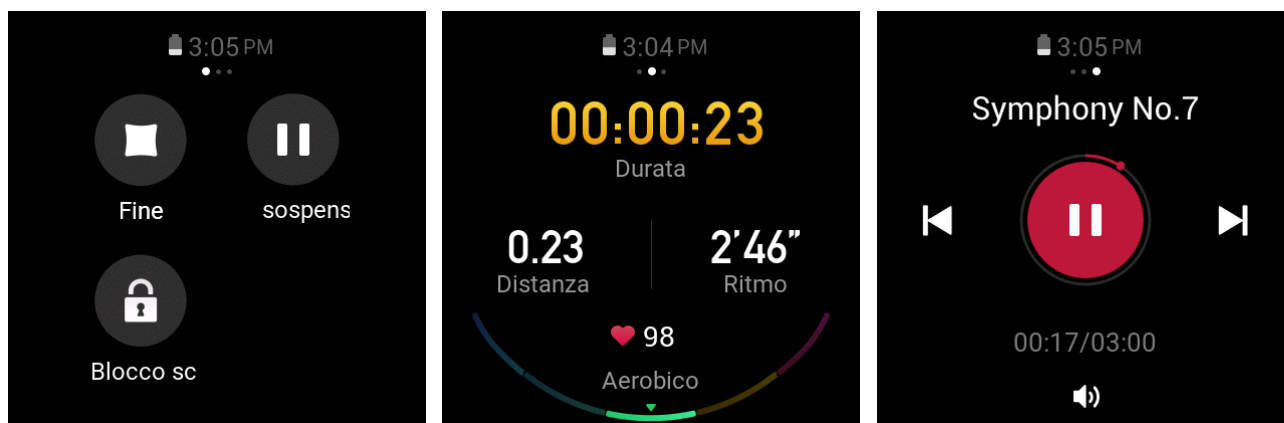 3:05 PM
Fine
sospens
Blocco sc
3:04 PM
00:00:23
Durata
0.23
2'46”
Distanza
Ritmo
98
Aerobico
3:05 PM
Symphony No.7
00:17/03:00